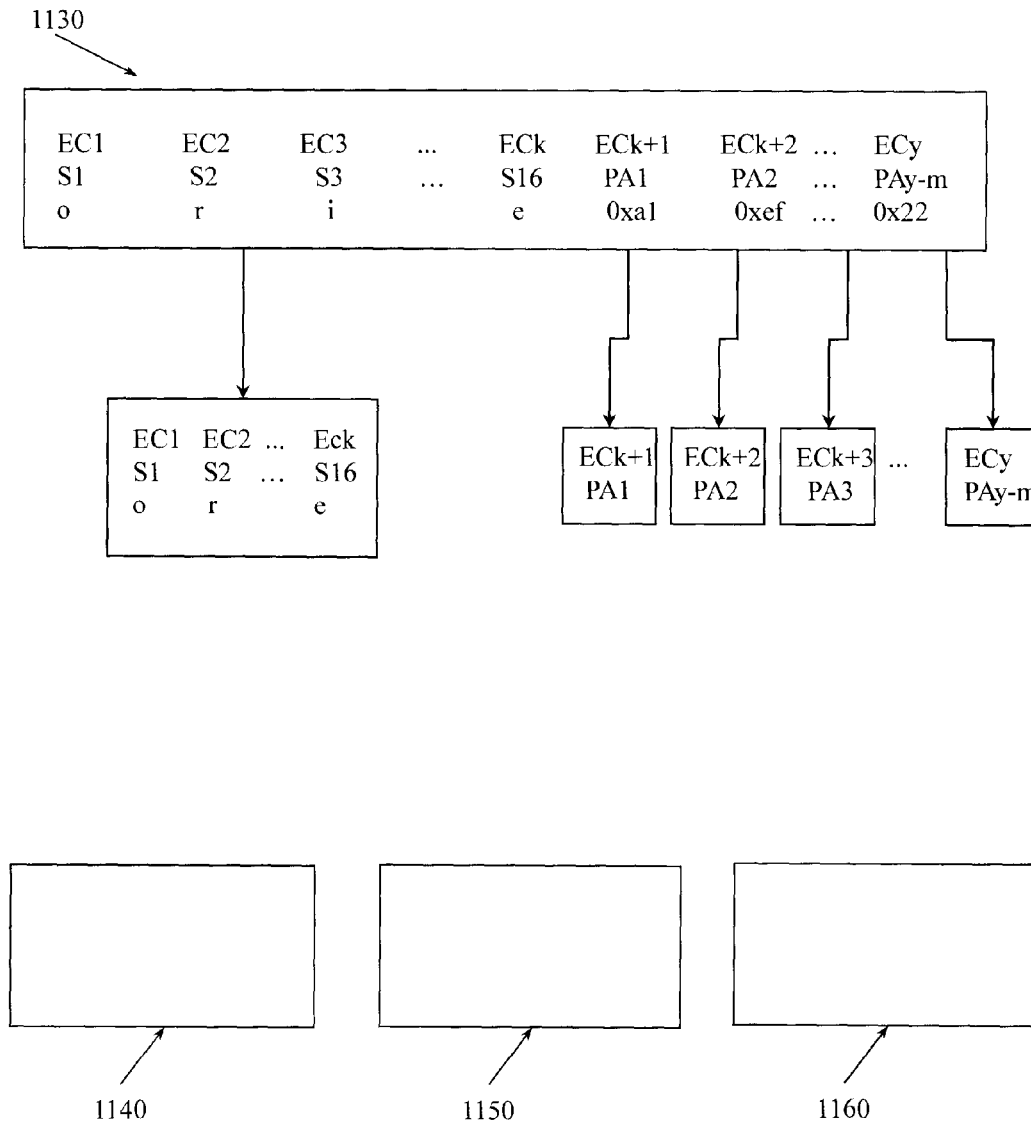 1130
EC1 EC2 EC3 ... ECk ECk+1 ECk+2 ... ECy
S1 S2 S3 ... S16 PA1 PA2 ... PAy-m
o r i e 0xa1 0xef ... 0x22
EC1 EC2 ... Eck
S1 S2 ... S16
o r e
ECk+1 ECk+2 ECk+3 ... ECy
PA1 PA2 PA3 PAy-m
1140 1150 1160